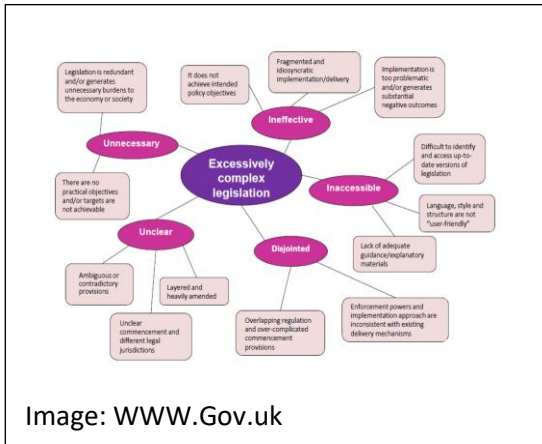 Legislation is redundant
and/or generates
unnecessary burdens to
the economy or society
It does not
achieve intended
policy objectives
Fragmented and
idiosyncratic
implementation/delivery
Implementation is
too problematic
and/or generates
substantial
negative outcomes
Ineffective
Unnecessary
Excessively
complex
legislation
Difficult to identify
and access up-to-
date versions of
legislation
Inaccessible
There are no
practical objectives
and/or targets are
not achievable
Language, style and
structure are not
"user-friendly"
Unclear
Disjointed
Lack of adequate
guidance/explanatory
materials
Ambiguous or
contradictory
provisions
Layered and
heavily amended
Unclear
commencement and
different legal
jurisdictions
Overlapping regulation
and over-complicated
commencement
provisions
Enforcement powers and
implementation approach are
inconsistent with existing
delivery mechanisms
Image: WWW.Gov.uk